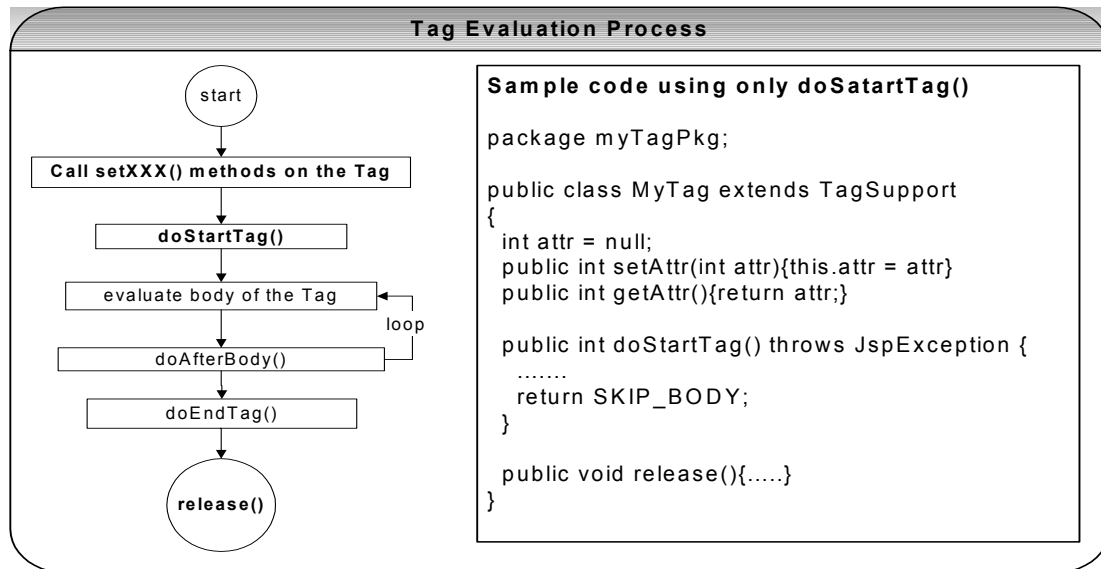 Tag Evaluation Process
start
Call setXXX() methods on the Tag
doStartTag()
evaluate body of the Tag
loop
doAfterBody()
doEndTag()
release()
Sample code using only doSatartTag()
package myTagPkg;
public class MyTag extends TagSupport
{
int attr = null;
public int setAttr(int attr){this.attr = attr}
public int getAttr(){return attr;}
public int doStartTag() throws JspException {
.......
return SKIP_BODY;
}
public void release(){.....}
}